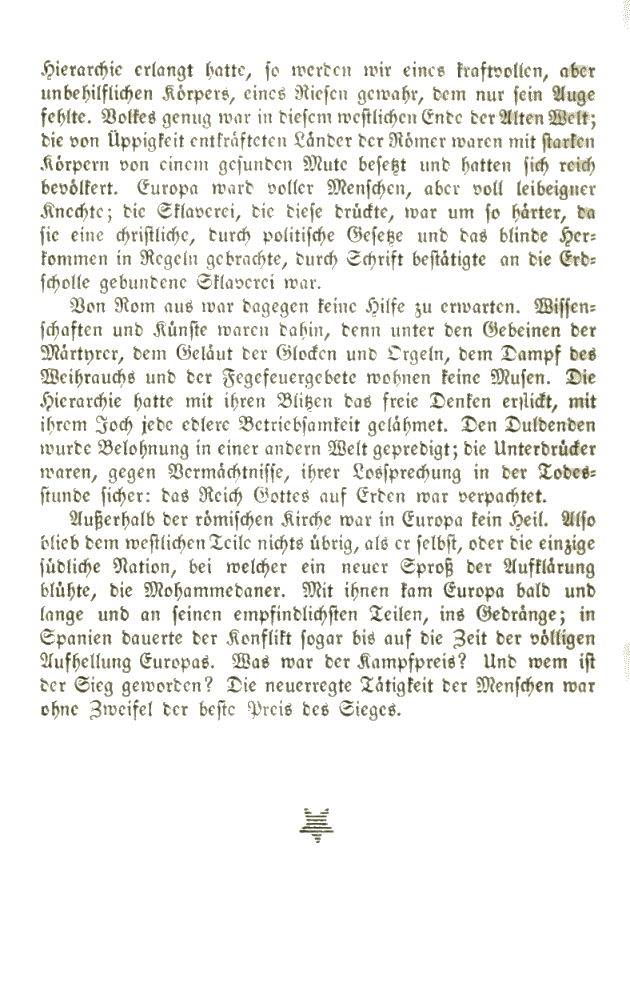 Hierarchie erlangt hatte, so werden wir eines kraftvollen, aber
unbehilflichen Körpers, eines Riesen gewahr, dem nur sein Auge
fehlte. Volkes genug war in diesem westlichen Ende der Alten Welt;
die von Üppigkeit entkräfteten Länder der Römer waren mit starken
Körpern von einem gesunden Mute besetzt und hatten sich reich
bevölkert. Europa ward voller Menschen, aber voll leibeigner
Knechte; die Sklaverei, die diese drückte, war um so härter, da
sie eine christliche, durch politische Gesetze und das blinde Her-
kommen in Regeln gebrachte, durch Schrift bestätigte an die Erd-
scholle gebundene Sklaverei war.
Von Rom aus war dagegen keine Hilfe zu erwarten. Wissen-
schaften und Künste waren dahin, denn unter den Gebeinen der
Märtyrer, dem Geläut der Glocken und Orgeln, dem Dampf des
Weihrauchs und der Fegefeuergebete wohnen keine Musen. Die
Hierarchie hatte mit ihren Blitzen das freie Denken erstickt, mit
ihrem Joch jede edlere Betriebsamkeit gelähmet. Den Duldenden
wurde Belohnung in einer andern Welt gepredigt; die Unterdrücker
waren, gegen Vermächtnisse, ihrer Lossprechung in der Todes-
stunde sicher: das Reich Gottes auf Erden war verpachtet.
Außerhalb der römischen Kirche war in Europa kein Heil. Also
blieb dem westlichen Teile nichts übrig, als er selbst, oder die einzige
südliche Nation, bei welcher ein neuer Sproß der Aufklärung
blühte, die Mohammedaner. Mit ihnen kam Europa bald und
lange und an seinen empfindlichsten Teilen, ins Gedränge; in
Spanien dauerte der Konflikt sogar bis auf die Zeit der völligen
Aufhellung Europas. Was war der Kampfpreis? Und wem ist
der Sieg geworden? Die neuerregte Tätigkeit der Menschen war
ohne Zweifel der beste Preis des Sieges.